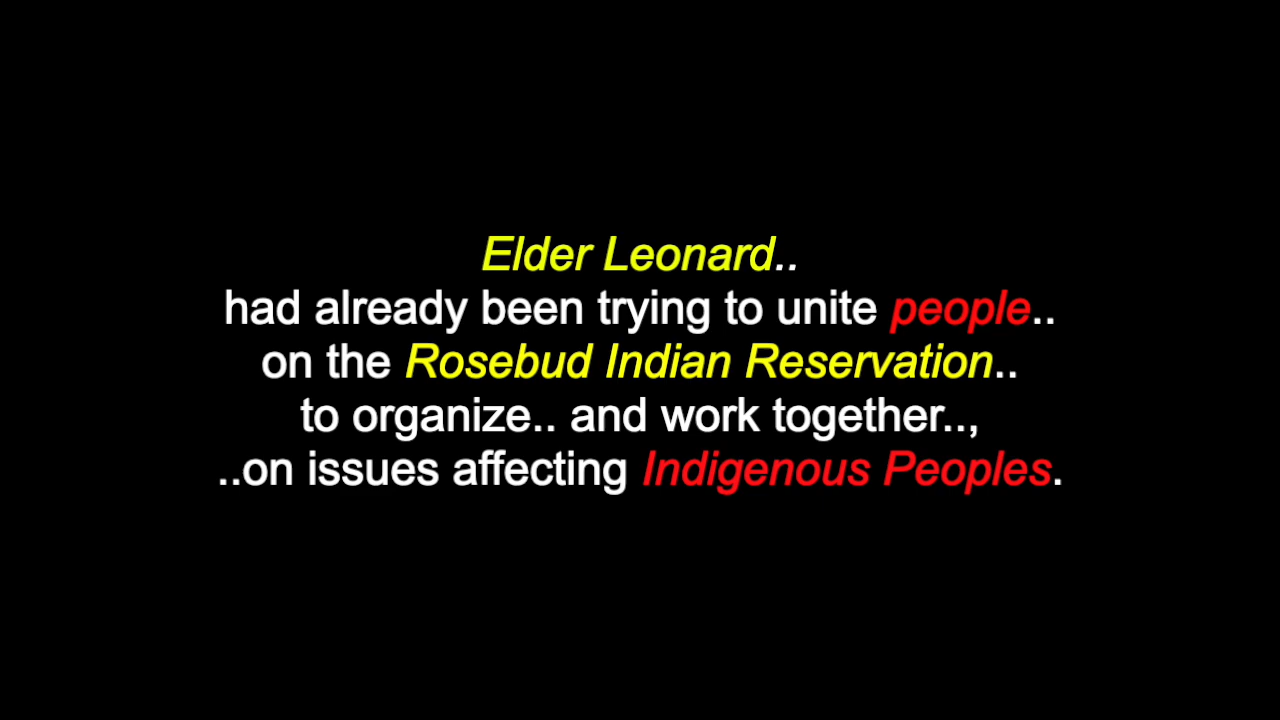 Elder Leonard..
had already been trying to unite people..
on the Rosebud Indian Reservation..
to organize.. and work together..,
..on issues affecting Indigenous Peoples.